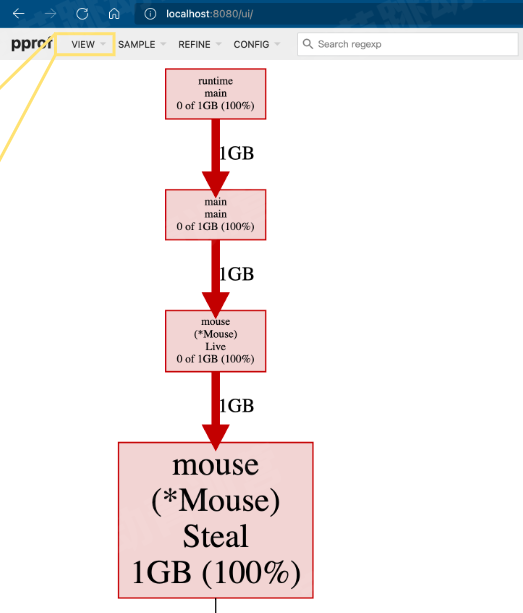 localhost:8080/ui/
pprof VIEW SAMPLE REFINE CONFIG Search regexp
runtime
main
0 of 1GB (100%)
1GB
main
main
0 of 1GB (100%)
1GB
mouse
(*Mouse)
Live
0 of 1GB (100%)
1GB
mouse
(*Mouse)
Steal
1GB (100%)